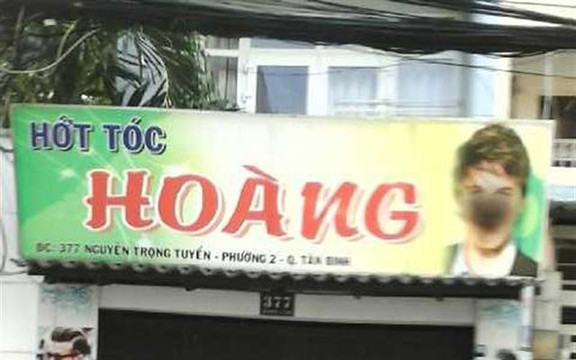 HỚT TÓC
HOÀNG
ĐC: 377 NGUYỄN TRỌNG TUYỂN - PHƯỜNG 2 - Q. TÂN BÌNH
377